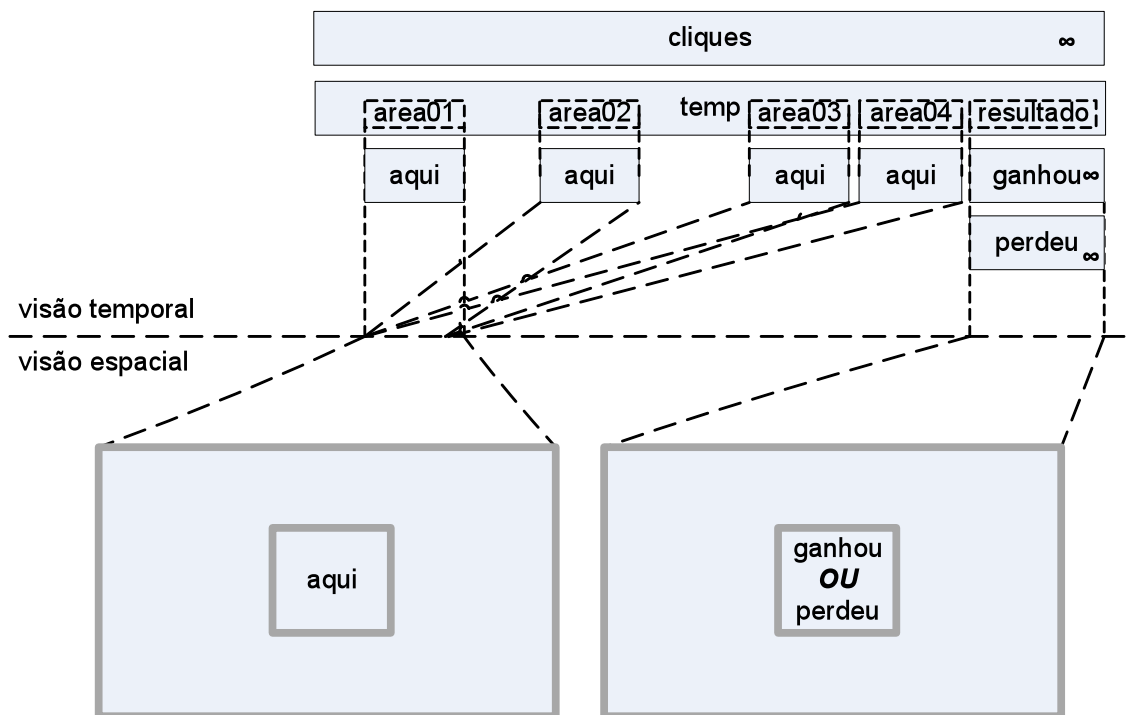 cliques ∞
temp
area01 area02 area03 area04 resultado
aqui aqui aqui aqui ganhou ∞
perdeu ∞
visão temporal
visão espacial
aqui
ganhou
OU
perdeu